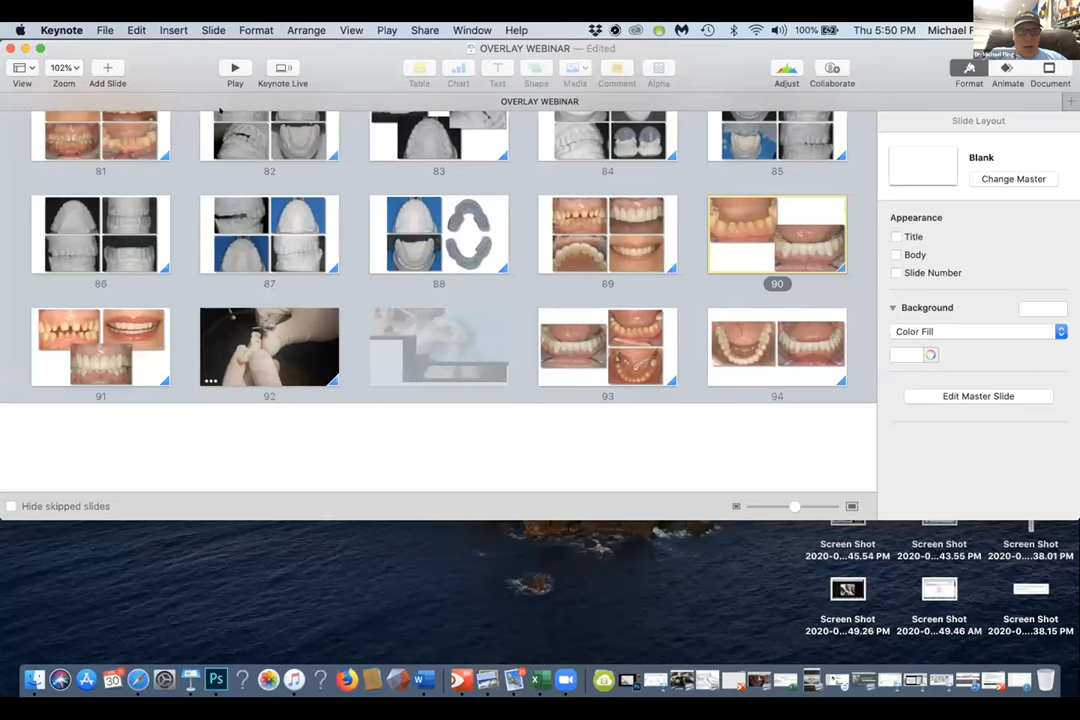 Keynote File Edit Insert Slide Format Arrange View Play Share Window Help 100% Thu 5:50 PM Michael F
Dr. Michael Ring
OVERLAY WEBINAR — Edited
102%
View Zoom Add Slide Play Keynote Live Table Chart Text Shape Media Comment Alpha Adjust Collaborate Format Animate Document
OVERLAY WEBINAR
Slide Layout
Blank
Change Master
Appearance
Title
Body
Slide Number
Background
Color Fill
Edit Master Slide
81 82 83 84 85
86 87 88 89 90
91 92 93 94
Hide skipped slides
Screen Shot Screen Shot Screen Shot
2020-0...45.54 PM 2020-0...43.55 PM 2020-0....38.01 PM
Screen Shot Screen Shot Screen Shot
2020-0...49.26 PM 2020-0...49.46 AM 2020-0....38.15 PM
30 Ps ? ? W